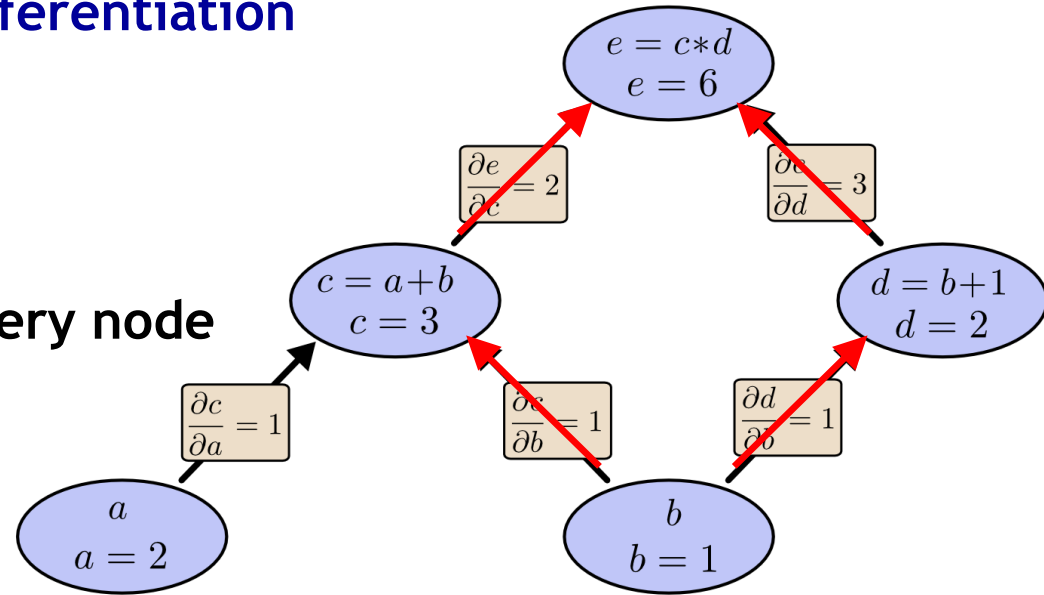 ferentiation
e = c*d
e = 6
∂e/∂c = 2
∂e/∂d = 3
c = a+b
c = 3
d = b+1
d = 2
ery node
∂c/∂a = 1
∂c/∂b = 1
∂d/∂b = 1
a
a = 2
b
b = 1